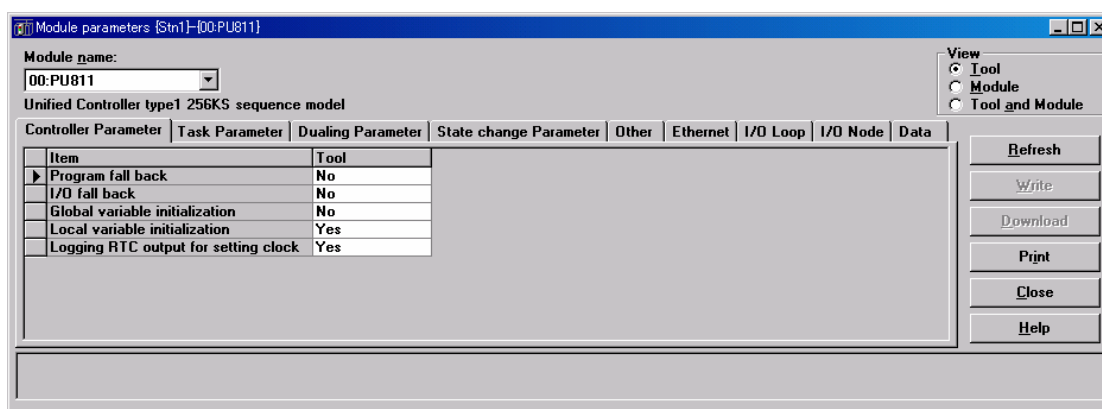 Module parameters {Stn1}-{00:PU811}
Module name:
00:PU811
Unified Controller type1 256KS sequence model
View
Tool
Module
Tool and Module
Controller Parameter Task Parameter Dualing Parameter State change Parameter Other Ethernet I/O Loop I/O Node Data
Item Tool
Program fall back No
I/O fall back No
Global variable initialization No
Local variable initialization Yes
Logging RTC output for setting clock Yes
Refresh
Write
Download
Print
Close
Help